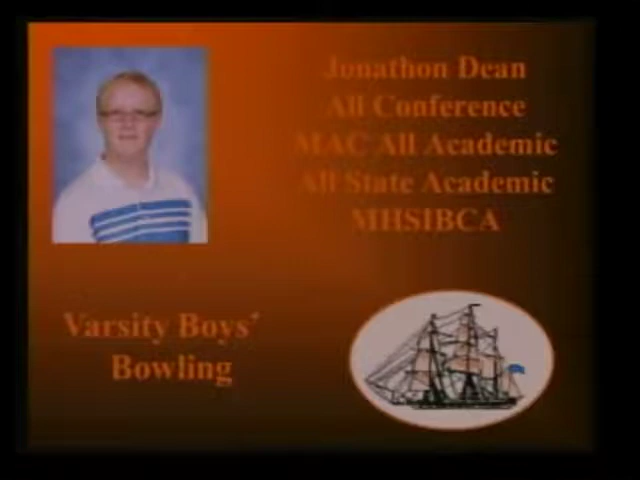 Jonathon Dean
All Conference
MAC All Academic
All State Academic
MHSIBCA
Varsity Boys’
Bowling